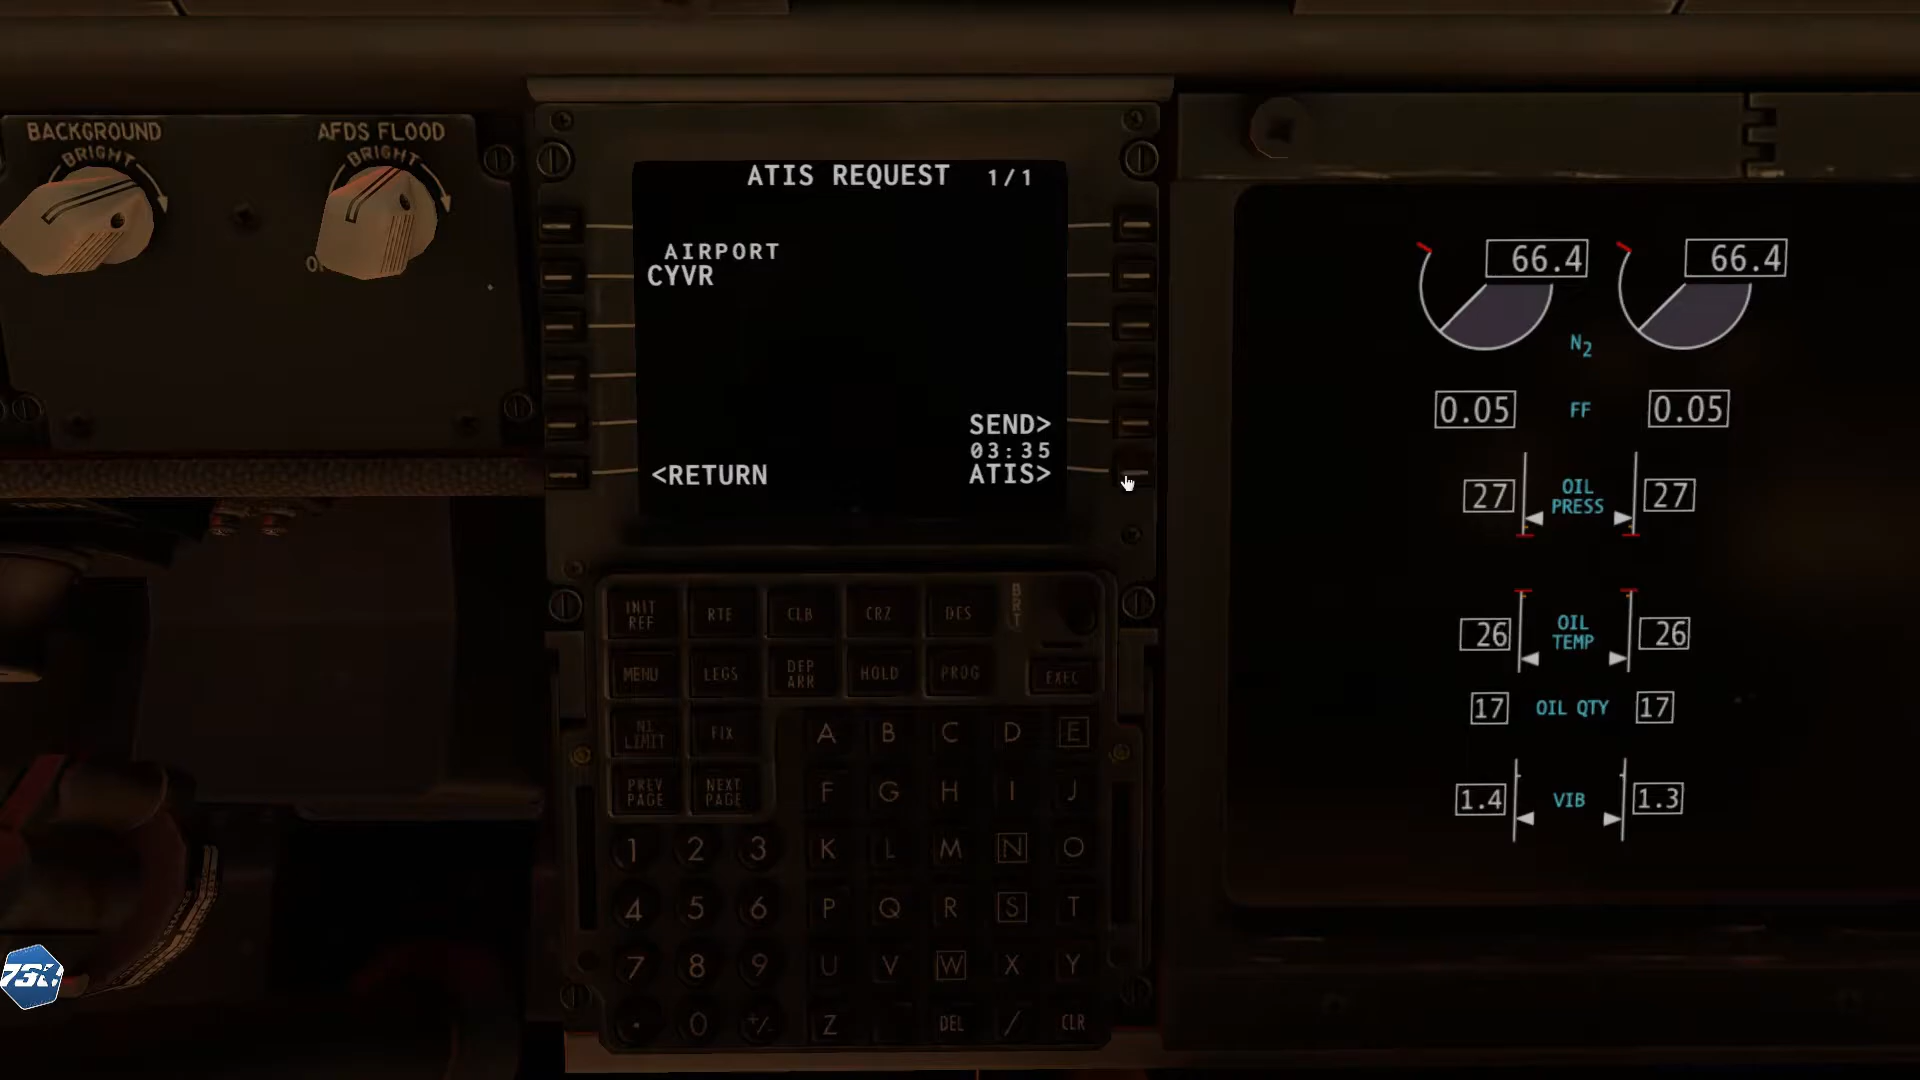 BACKGROUND
BRIGHT
AFDS FLOOD
BRIGHT
ATIS REQUEST 1/1
AIRPORT
CYVR
SEND>
03:35
<RETURN ATIS>
INIT REF
RTE
CLB
CRZ
DES
BRT
MENU
LEGS
DEP ARR
HOLD
PROG
EXEC
N1 LIMIT
FIX
PREV PAGE
NEXT PAGE
A B C D E
F G H I J
1 2 3 K L M N O
4 5 6 P Q R S T
7 8 9 U V W X Y
. 0 +/- Z DEL / CLR
66.4 66.4
N2
0.05 FF 0.05
27 OIL PRESS 27
26 OIL TEMP 26
17 OIL QTY 17
1.4 VIB 1.3